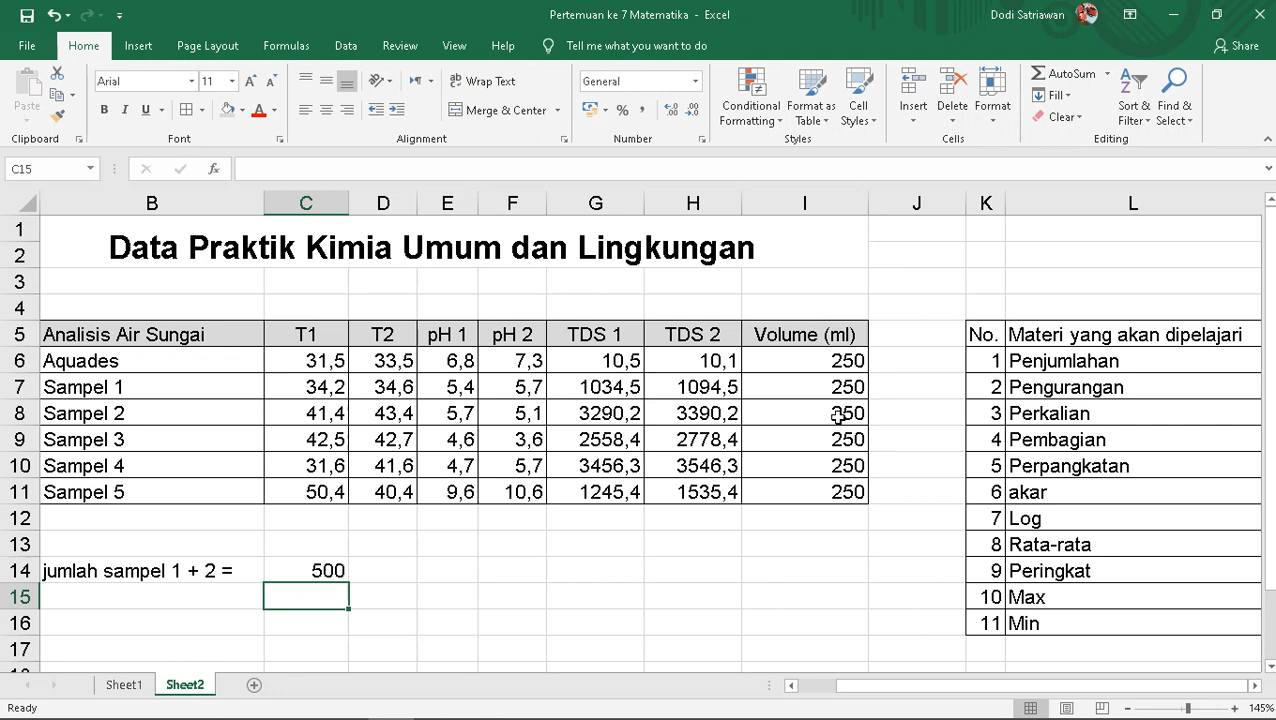 Pertemuan ke 7 Matematika - Excel
Dodi Satriawan
File Home Insert Page Layout Formulas Data Review View Help Tell me what you want to do Share
Paste
Clipboard
Arial 11
B I U A
Font
Wrap Text
Merge & Center
Alignment
General
%
Number
Conditional Formatting
Format as Table
Cell Styles
Styles
Insert Delete Format
Cells
AutoSum
Fill
Clear
Sort & Filter
Find & Select
Editing
C15 fx
B C D E F G H I J K L
1
2 Data Praktik Kimia Umum dan Lingkungan
3
4
5 Analisis Air Sungai T1 T2 pH 1 pH 2 TDS 1 TDS 2 Volume (ml) No. Materi yang akan dipelajari
6 Aquades 31,5 33,5 6,8 7,3 10,5 10,1 250 1 Penjumlahan
7 Sampel 1 34,2 34,6 5,4 5,7 1034,5 1094,5 250 2 Pengurangan
8 Sampel 2 41,4 43,4 5,7 5,1 3290,2 3390,2 250 3 Perkalian
9 Sampel 3 42,5 42,7 4,6 3,6 2558,4 2778,4 250 4 Pembagian
10 Sampel 4 31,6 41,6 4,7 5,7 3456,3 3546,3 250 5 Perpangkatan
11 Sampel 5 50,4 40,4 9,6 10,6 1245,4 1535,4 250 6 akar
12 7 Log
13 8 Rata-rata
14 jumlah sampel 1 + 2 = 500 9 Peringkat
15 10 Max
16 11 Min
17
Sheet1 Sheet2
Ready 145%